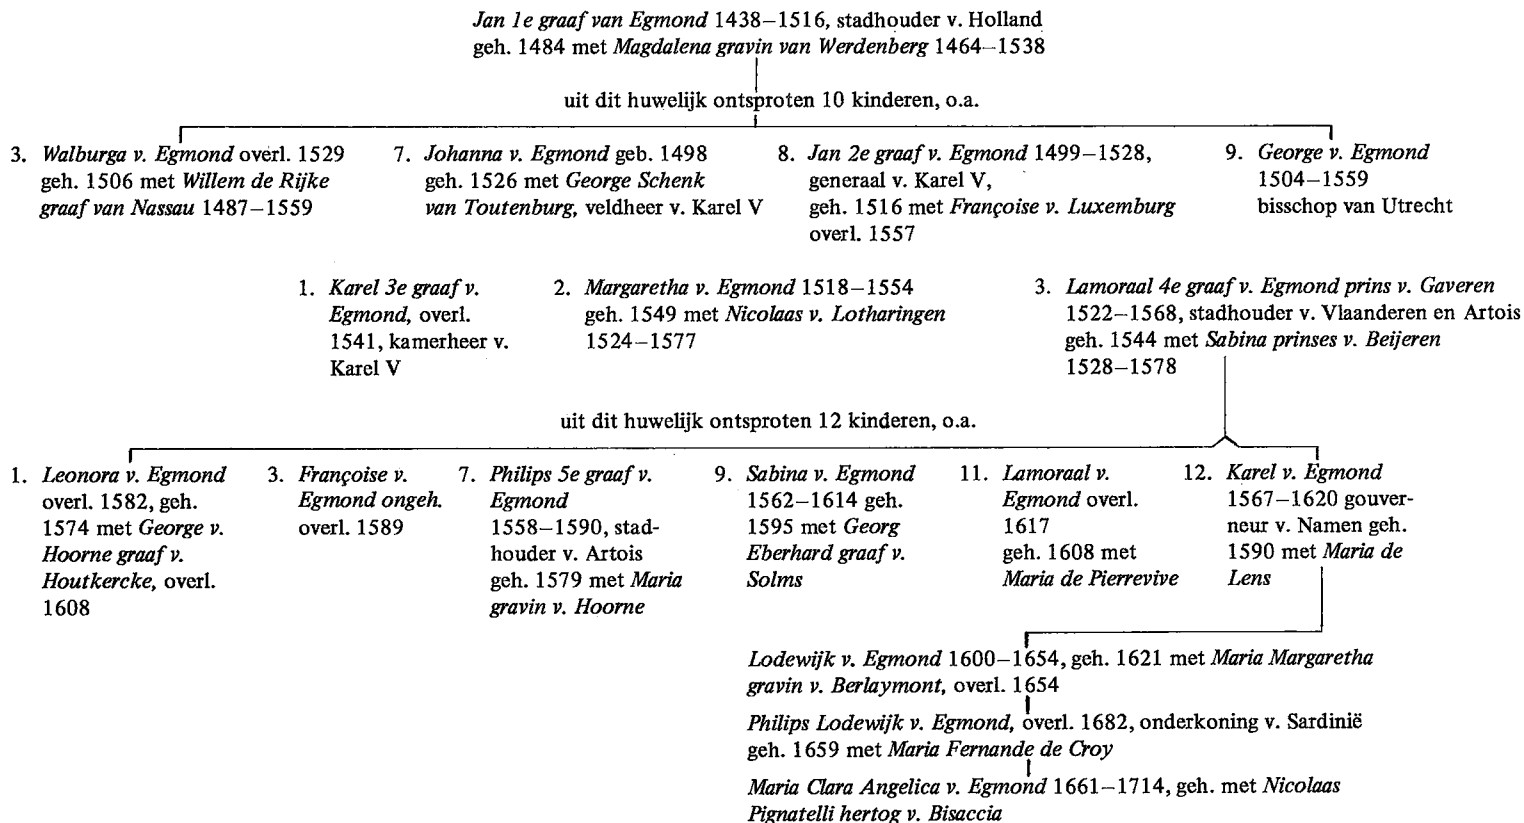 Jan 1e graaf van Egmond 1438–1516, stadhouder v. Holland
geh. 1484 met Magdalena gravin van Werdenberg 1464–1538
uit dit huwelijk ontsproten 10 kinderen, o.a.
3. Walburga v. Egmond overl. 1529
geh. 1506 met Willem de Rijke
graaf van Nassau 1487–1559
7. Johanna v. Egmond geb. 1498
geh. 1526 met George Schenk
van Toutenburg, veldheer v. Karel V
8. Jan 2e graaf v. Egmond 1499–1528,
generaal v. Karel V,
geh. 1516 met Françoise v. Luxemburg
overl. 1557
9. George v. Egmond
1504–1559
bisschop van Utrecht
1. Karel 3e graaf v.
Egmond, overl.
1541, kamerheer v.
Karel V
2. Margaretha v. Egmond 1518–1554
geh. 1549 met Nicolaas v. Lotharingen
1524–1577
3. Lamoraal 4e graaf v. Egmond prins v. Gaveren
1522–1568, stadhouder v. Vlaanderen en Artois
geh. 1544 met Sabina prinses v. Beijeren
1528–1578
uit dit huwelijk ontsproten 12 kinderen, o.a.
1. Leonora v. Egmond
overl. 1582, geh.
1574 met George v.
Hoorne graaf v.
Houtkercke, overl.
1608
3. Françoise v.
Egmond ongeh.
overl. 1589
7. Philips 5e graaf v.
Egmond
1558–1590, stad-
houder v. Artois
geh. 1579 met Maria
gravin v. Hoorne
9. Sabina v. Egmond
1562–1614 geh.
1595 met Georg
Eberhard graaf v.
Solms
11. Lamoraal v.
Egmond overl.
1617
geh. 1608 met
Maria de Pierrevive
12. Karel v. Egmond
1567–1620 gouver-
neur v. Namen geh.
1590 met Maria de
Lens
Lodewijk v. Egmond 1600–1654, geh. 1621 met Maria Margaretha
gravin v. Berlaymont, overl. 1654
Philips Lodewijk v. Egmond, overl. 1682, onderkoning v. Sardinië
geh. 1659 met Maria Fernande de Croy
Maria Clara Angelica v. Egmond 1661–1714, geh. met Nicolaas
Pignatelli hertog v. Bisaccia